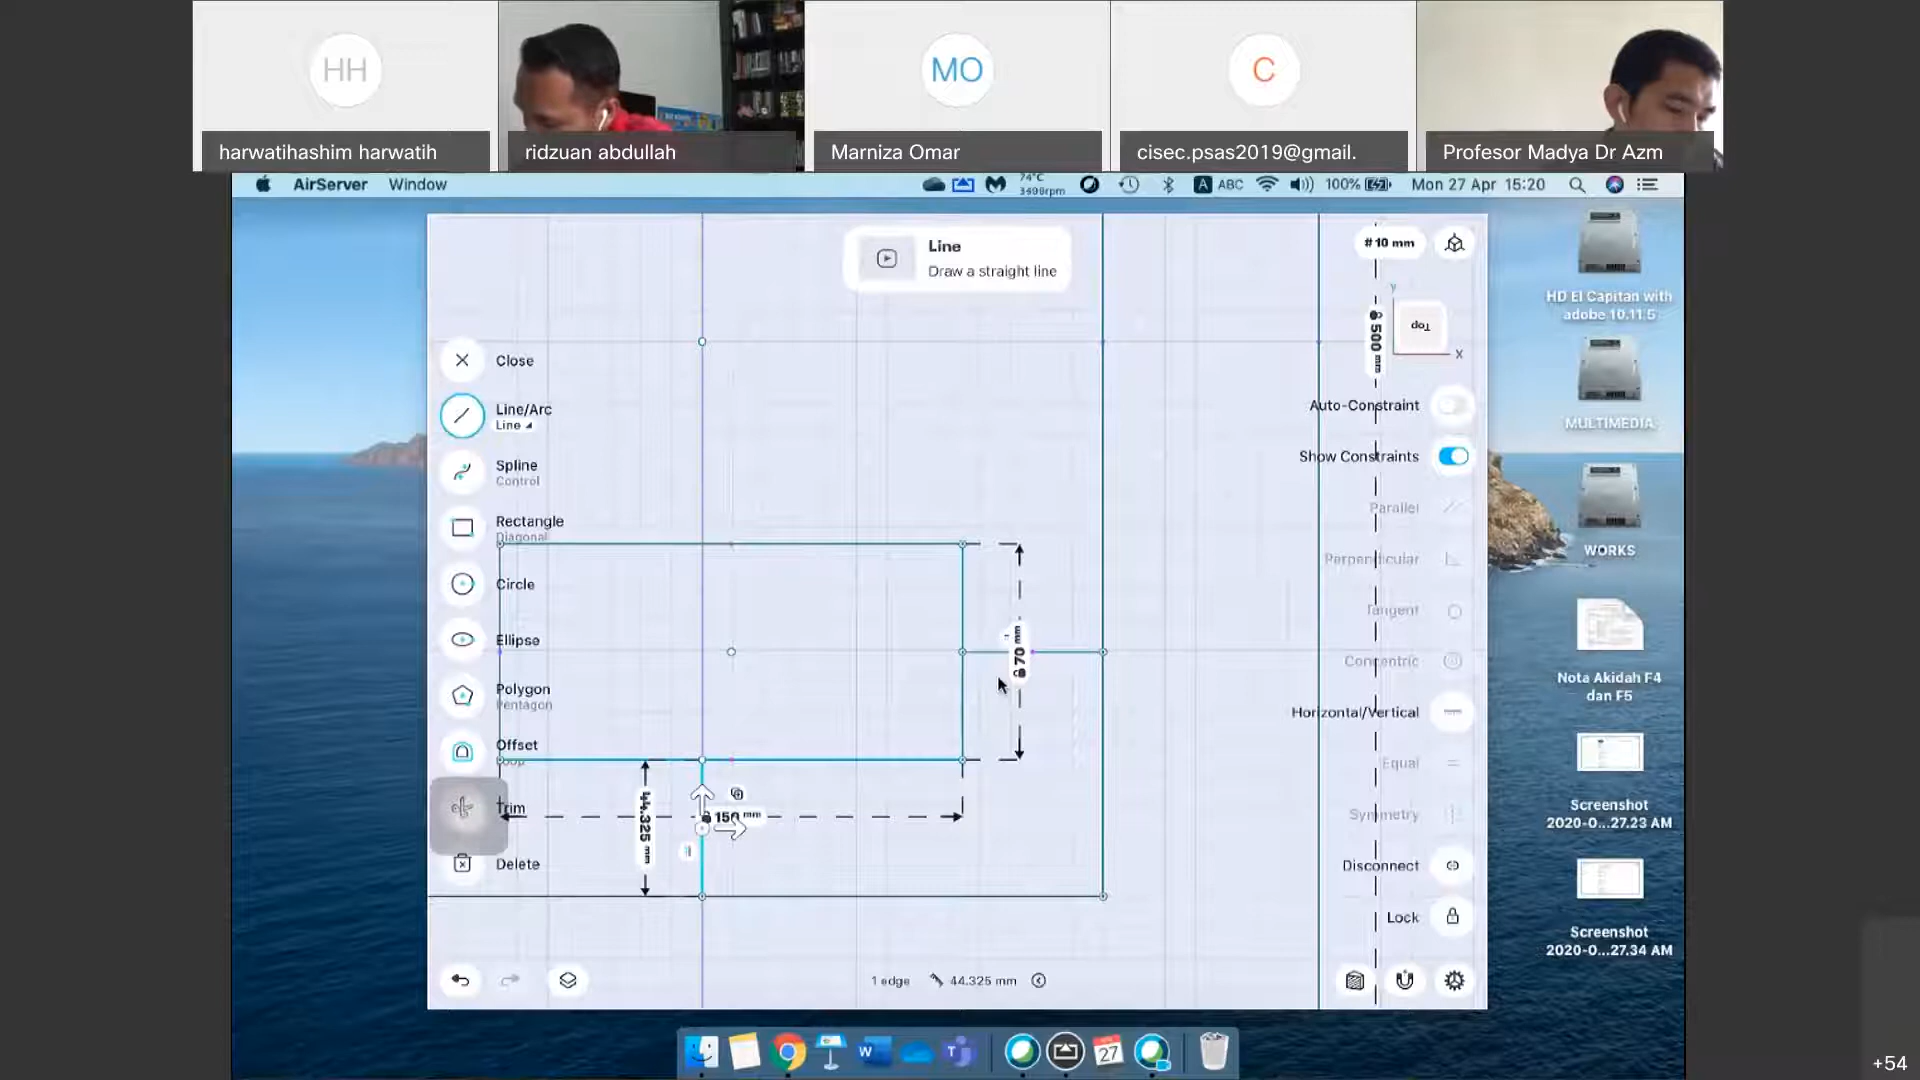 HH
MO
C
harwatihashim harwatih
ridzuan abdullah
Marniza Omar
cisec.psas2019@gmail.
Profesor Madya Dr Azm
AirServer Window
74°C
3499rpm
A ABC
100%
Mon 27 Apr 15:20
Line
Draw a straight line
# 10 mm
500 mm
y
Top
x
Close
Line/Arc
Line
Spline
Control
Rectangle
Diagonal
Circle
Ellipse
Polygon
Pentagon
Offset
Loop
Trim
Delete
70 mm
150 mm
44.325 mm
Auto-Constraint
Show Constraints
Parallel
Perpendicular
Tangent
Concentric
Horizontal/Vertical
Equal
Symmetry
Disconnect
Lock
1 edge 44.325 mm
HD El Capitan with
adobe 10.11.5
MULTIMEDIA
WORKS
Nota Akidah F4
dan F5
Screenshot
2020-0...27.23 AM
Screenshot
2020-0...27.34 AM
W
T
27
+54